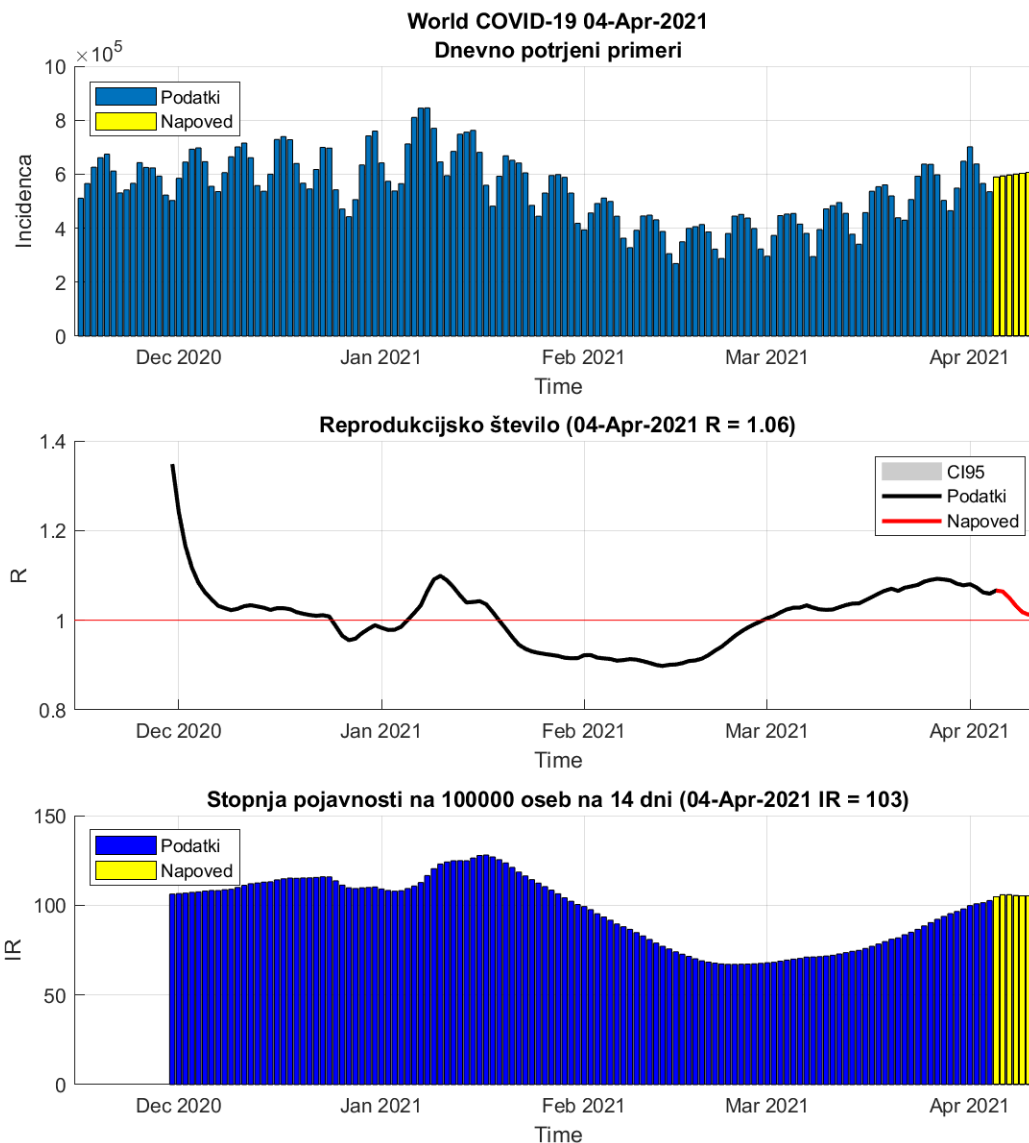 World COVID-19 04-Apr-2021
Dnevno potrjeni primeri
×10⁵
10
8
6
4
2
0
Incidenca
Podatki
Napoved
Dec 2020 Jan 2021 Feb 2021 Mar 2021 Apr 2021
Time
Reprodukcijsko število (04-Apr-2021 R = 1.06)
1.4
1.2
1
0.8
R
CI95
Podatki
Napoved
Dec 2020 Jan 2021 Feb 2021 Mar 2021 Apr 2021
Time
Stopnja pojavnosti na 100000 oseb na 14 dni (04-Apr-2021 IR = 103)
150
100
50
0
IR
Podatki
Napoved
Dec 2020 Jan 2021 Feb 2021 Mar 2021 Apr 2021
Time